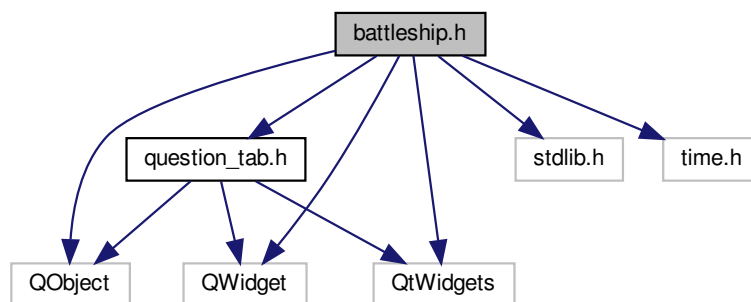 battleship.h
question_tab.h
stdlib.h
time.h
QObject
QWidget
QtWidgets